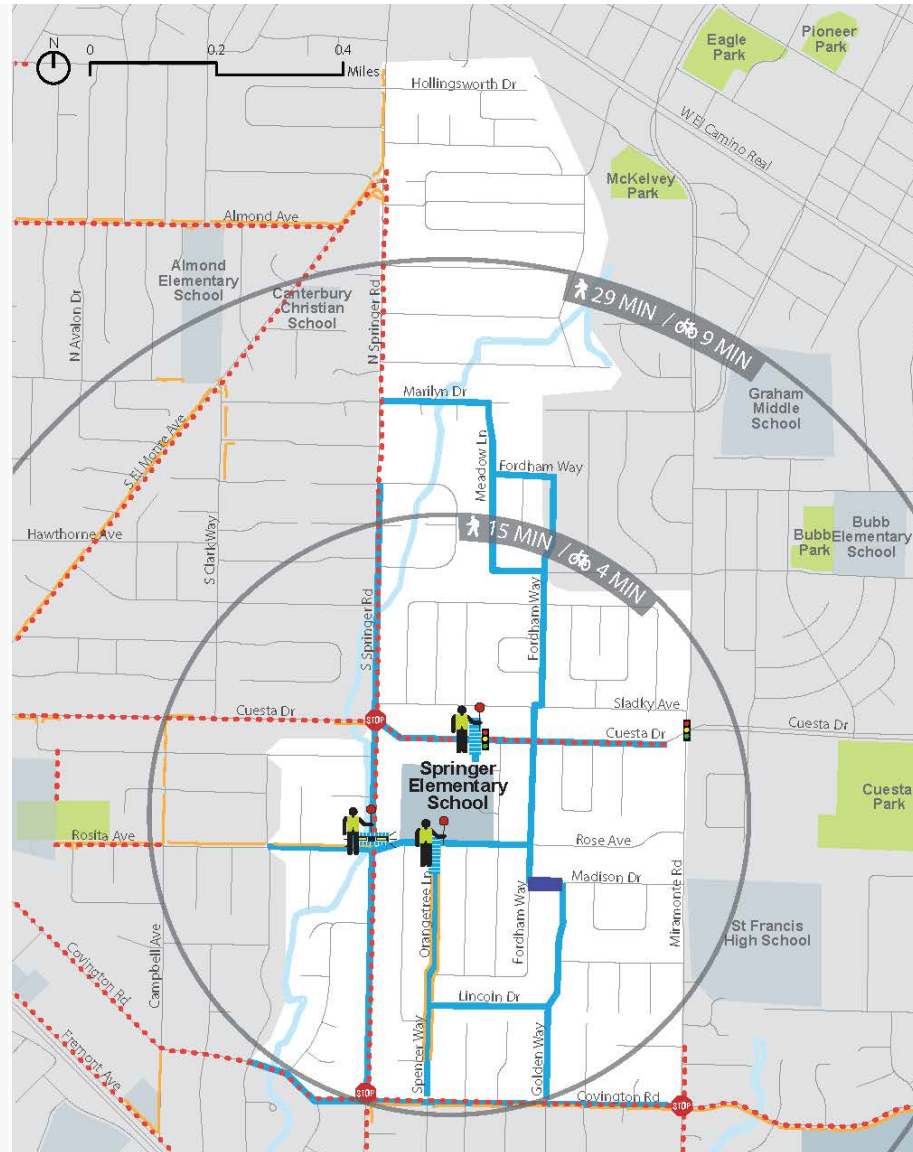 N
0
0.2
0.4
Miles
Hollingsworth Dr
Eagle
Park
Pioneer
Park
W El Camino Real
McKelvey
Park
Almond Ave
Almond
Elementary
School
Canterbury
Christian
School
N Avalon Dr
N Springer Rd
29 MIN / 9 MIN
Marilyn Dr
Graham
Middle
School
S El Monte Ave
Meadow Ln
Fordham Way
Hawthorne Ave
S Clark Way
15 MIN / 4 MIN
Bubb
Park
Bubb
Elementary
School
S Springer Rd
Fordham Way
Sladky Ave
Cuesta Dr
STOP
Cuesta Dr
Cuesta Dr
Springer
Elementary
School
Cuesta
Park
Rosita Ave
Rose Ave
Orangetree Ln
Fordham Way
Madison Dr
Miramonte Rd
St Francis
High School
Covington Rd
Campbell Ave
Lincoln Dr
Fremont Ave
Spencer Way
Golden Way
STOP
Covington Rd
STOP